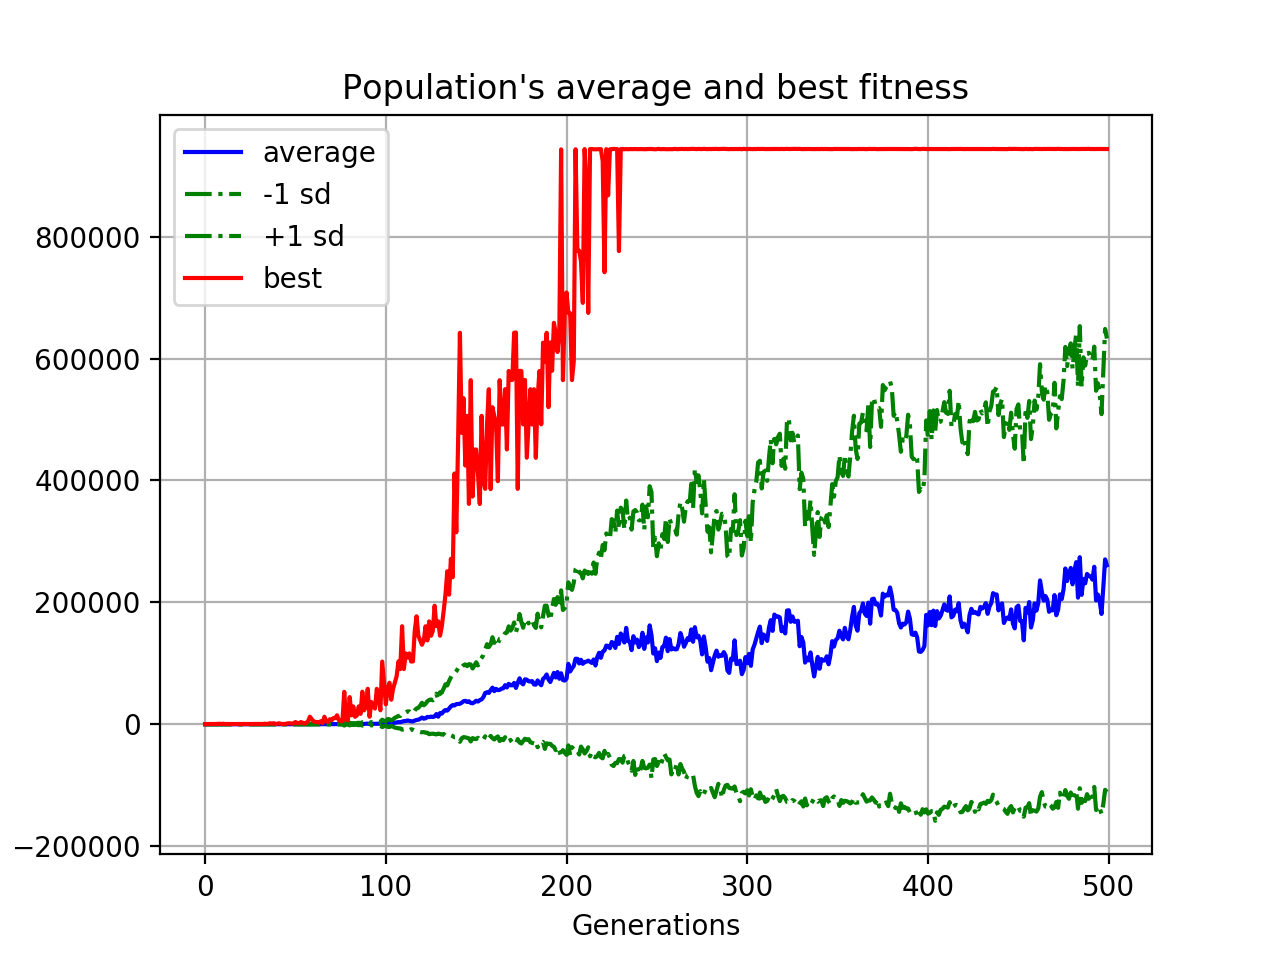 Population's average and best fitness
average
-1 sd
+1 sd
best
800000
600000
400000
200000
0
−200000
0 100 200 300 400 500
Generations